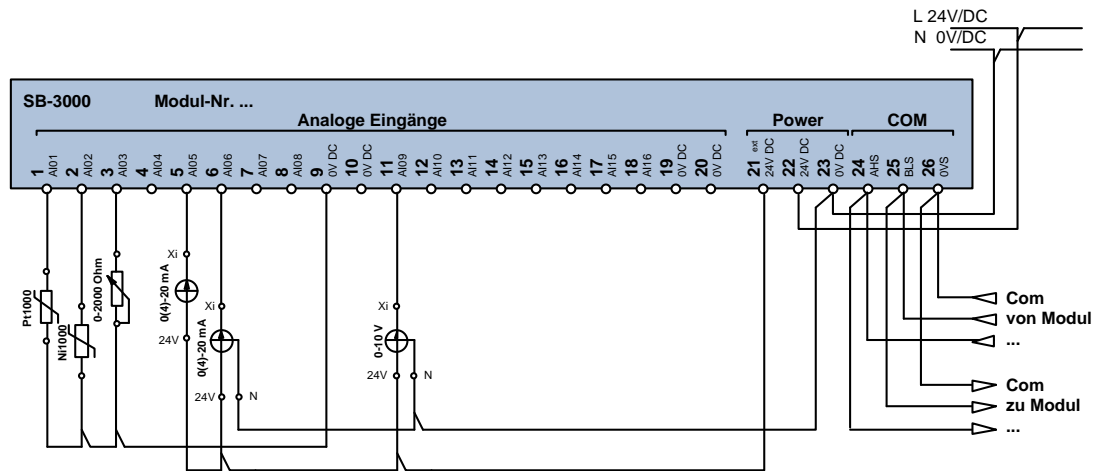 L 24V/DC
N 0V/DC
SB-3000 Modul-Nr. ...
Analoge Eingänge Power COM
1 AI01
2 AI02
3 AI03
4 AI04
5 AI05
6 AI06
7 AI07
8 AI08
9 0V DC
10 0V DC
11 AI09
12 AI10
13 AI11
14 AI12
15 AI13
16 AI14
17 AI15
18 AI16
19 0V DC
20 0V DC
21 ext 24V DC
22 24V DC
23 0V DC
24 AHS
25 BLS
26 0VS
Pt1000
Ni1000
0-2000 Ohm
Xi
0(4)-20 mA
24V
Xi
0(4)-20 mA
24V N
Xi
0-10 V
24V N
Com
von Modul
...
Com
zu Modul
...